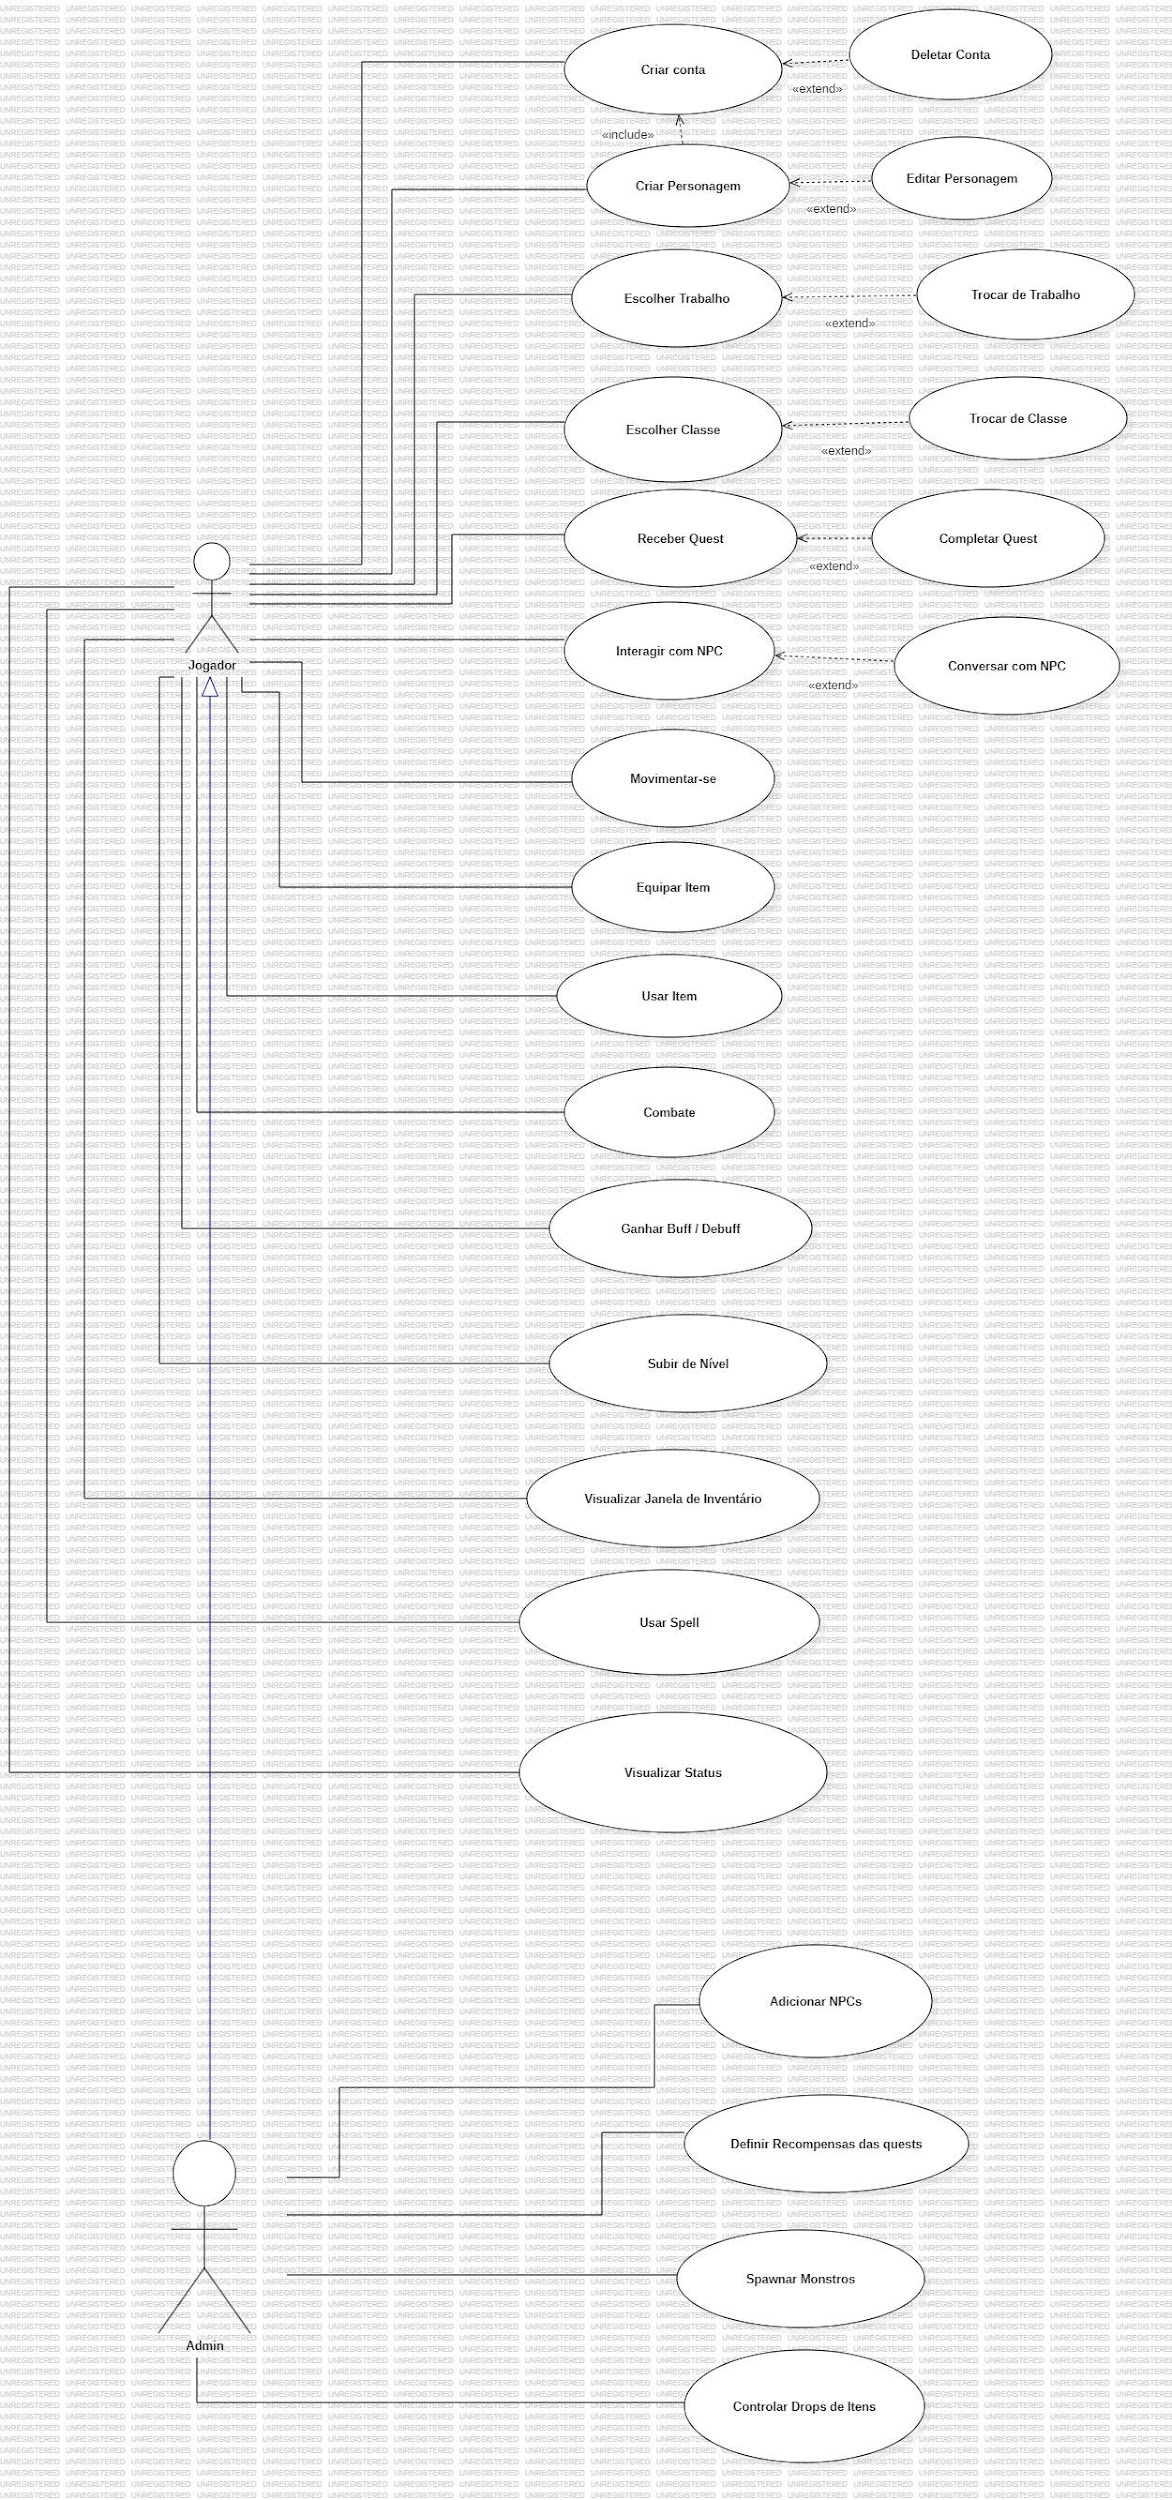 Criar conta
Deletar Conta
«extend»
«include»
Criar Personagem
Editar Personagem
«extend»
Escolher Trabalho
Trocar de Trabalho
«extend»
Escolher Classe
Trocar de Classe
«extend»
Receber Quest
Completar Quest
«extend»
Jogador
Interagir com NPC
Conversar com NPC
«extend»
Movimentar-se
Equipar Item
Usar Item
Combate
Ganhar Buff / Debuff
Subir de Nível
Visualizar Janela de Inventário
Usar Spell
Visualizar Status
Adicionar NPCs
Definir Recompensas das quests
Spawnar Monstros
Admin
Controlar Drops de Itens
UNREGISTERED